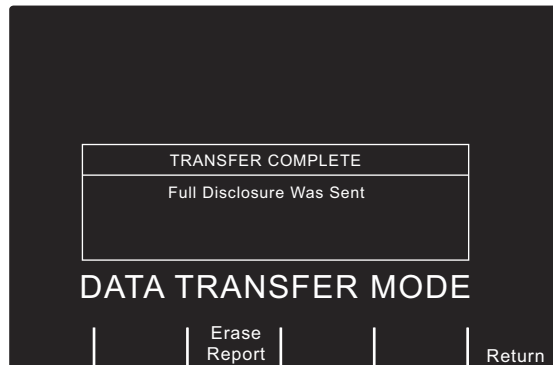 TRANSFER COMPLETE
Full Disclosure Was Sent
DATA TRANSFER MODE
Erase
Report
Return